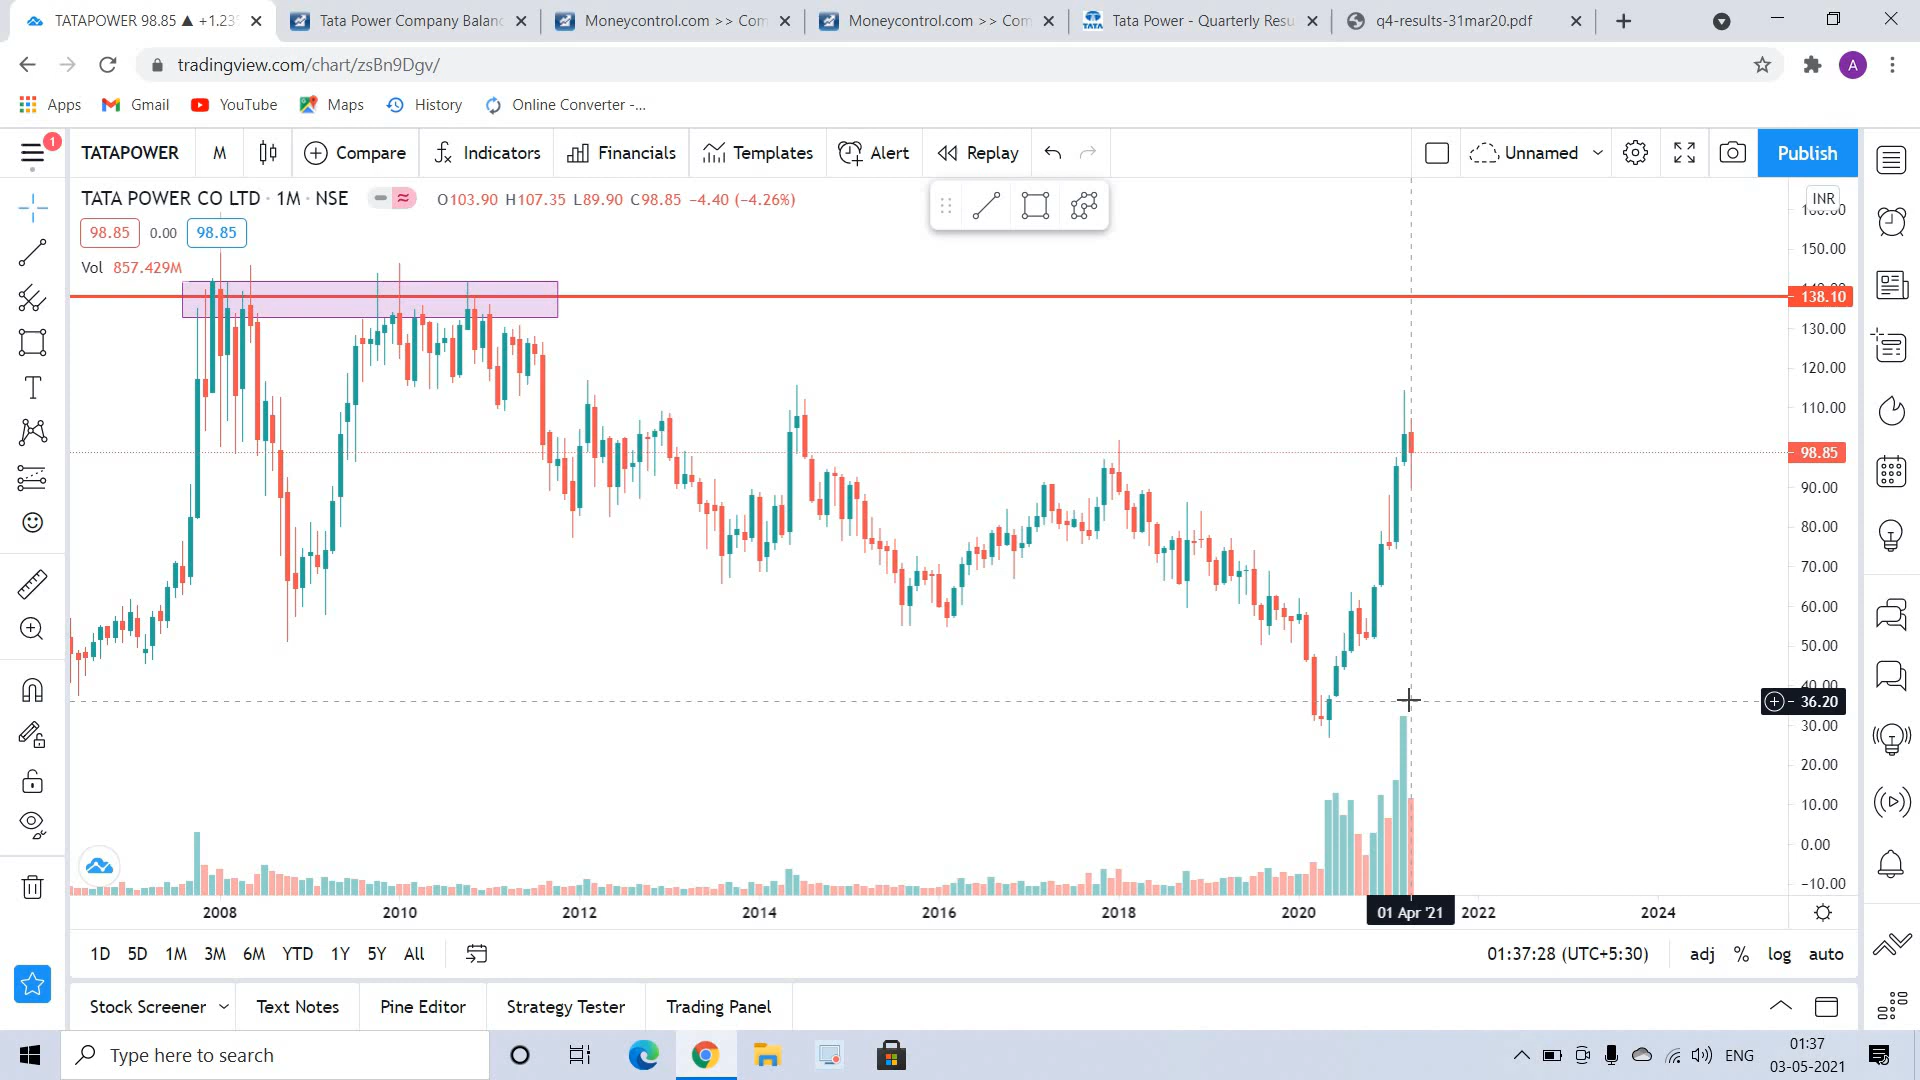 TATAPOWER 98.85 ▲ +1.23%
Tata Power Company Balanc
Moneycontrol.com >> Com
Moneycontrol.com >> Com
Tata Power - Quarterly Resu
q4-results-31mar20.pdf
tradingview.com/chart/zsBn9Dgv/
A
Apps
Gmail
YouTube
Maps
History
Online Converter -...
1
TATAPOWER
M
Compare
Indicators
Financials
Templates
Alert
Replay
Unnamed
Publish
TATA POWER CO LTD · 1M · NSE
O103.90 H107.35 L89.90 C98.85 −4.40 (−4.26%)
INR
98.85 0.00 98.85
Vol 857.429M
150.00
138.10
130.00
120.00
110.00
98.85
90.00
80.00
70.00
60.00
50.00
40.00
36.20
30.00
20.00
10.00
0.00
−10.00
2008 2010 2012 2014 2016 2018 2020 01 Apr '21 2022 2024
1D 5D 1M 3M 6M YTD 1Y 5Y All
01:37:28 (UTC+5:30)
adj % log auto
Stock Screener
Text Notes
Pine Editor
Strategy Tester
Trading Panel
Type here to search
ENG
01:37
03-05-2021